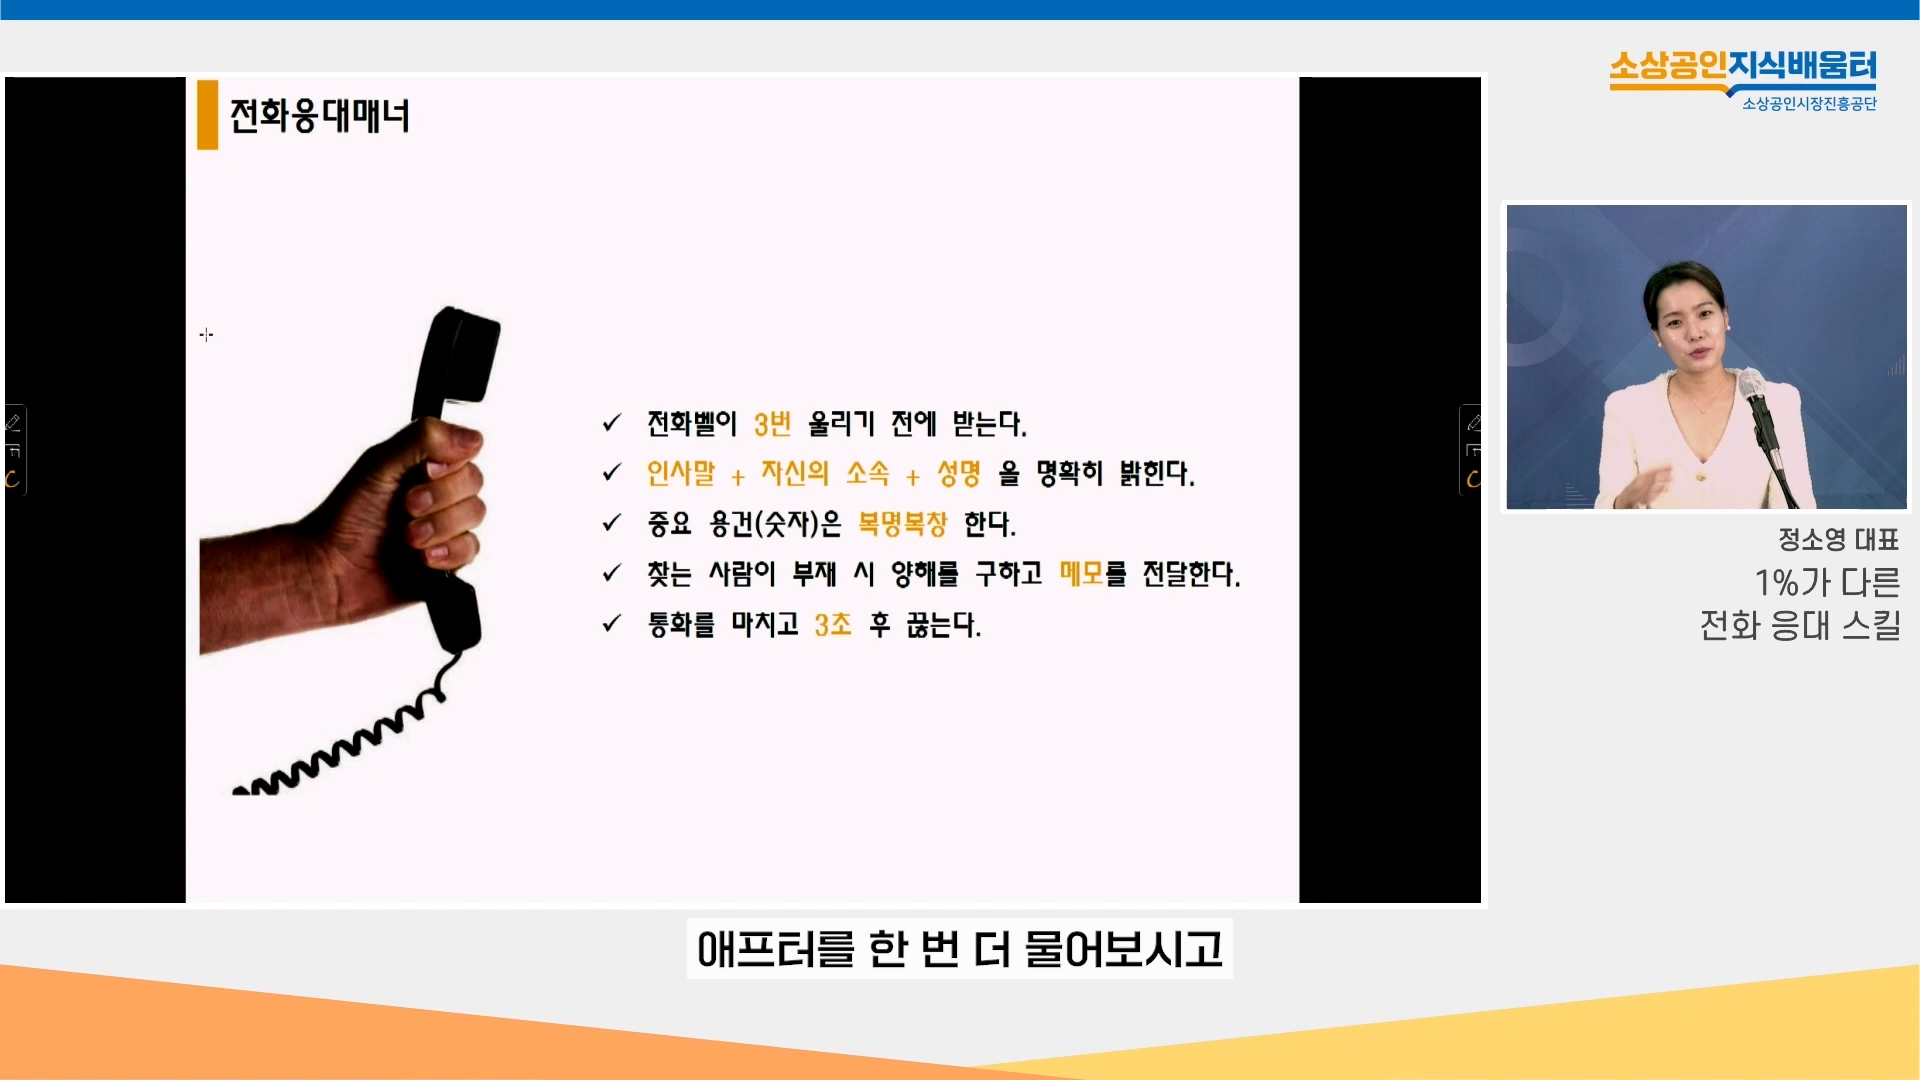 소상공인지식배움터
소상공인시장진흥공단
전화응대매너
✓ 전화벨이 3번 울리기 전에 받는다.
✓ 인사말 + 자신의 소속 + 성명 을 명확히 밝힌다.
✓ 중요 용건(숫자)은 복명복창 한다.
✓ 찾는 사람이 부재 시 양해를 구하고 메모를 전달한다.
✓ 통화를 마치고 3초 후 끊는다.
정소영 대표
1%가 다른
전화 응대 스킬
애프터를 한 번 더 물어보시고